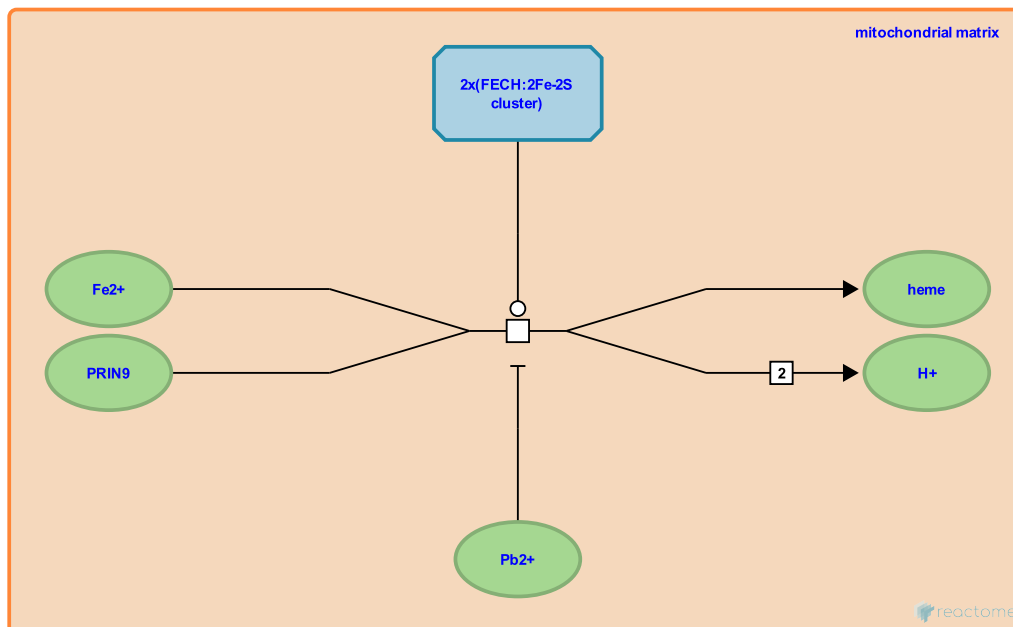 mitochondrial matrix
2x(FECH:2Fe-2S
cluster)
Fe2+
heme
PRIN9
2
H+
Pb2+
reactome